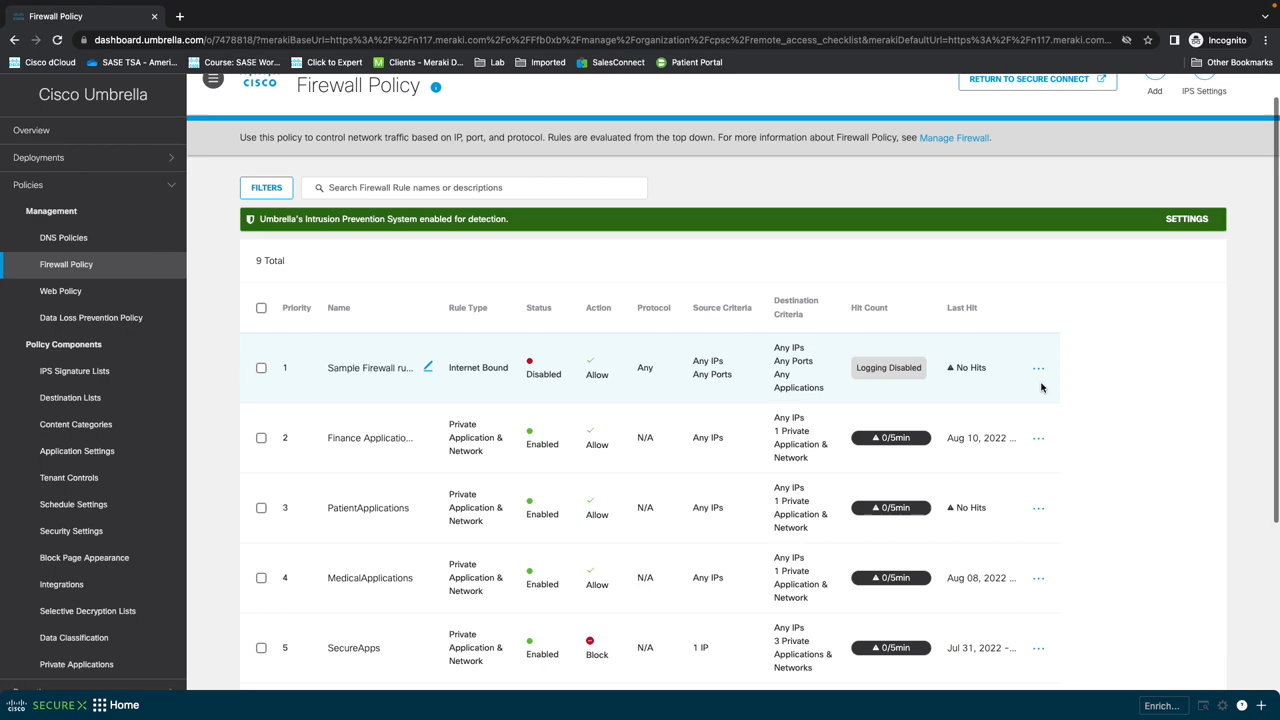 Firewall Policy
dashboard.umbrella.com/o/7478818/?merakiBaseUrl=https%3A%2F%2Fn117.meraki.com%2Fo%2FFfb0xb%2Fmanage%2Forganization%2Fcpsc%2Fremote_access_checklist&merakiDefaultUrl=https%3A%2F%2Fn117.meraki.com%2...
Incognito
Cisco dCloud
SASE TSA - Ameri...
Course: SASE Wor...
Click to Expert
Clients - Meraki D...
Lab
Imported
SalesConnect
Patient Portal
Other Bookmarks
Cisco Umbrella
Overview
Deployments
Policies
Management
DNS Policies
Firewall Policy
Web Policy
Data Loss Prevention Policy
Policy Components
IPS Signature Lists
Destination Lists
Content Categories
Application Settings
Tenant Controls
Schedule Settings
Security Settings
Block Page Appearance
Integrations
Selective Decryption Lists
Data Classification
Private Applications
CISCO
Firewall Policy
RETURN TO SECURE CONNECT
Add
IPS Settings
Use this policy to control network traffic based on IP, port, and protocol. Rules are evaluated from the top down. For more information about Firewall Policy, see Manage Firewall.
FILTERS
Search Firewall Rule names or descriptions
Umbrella's Intrusion Prevention System enabled for detection.
SETTINGS
9 Total
Priority Name Rule Type Status Action Protocol Source Criteria Destination Criteria Hit Count Last Hit
1 Sample Firewall ru... Internet Bound Disabled Allow Any Any IPs Any Ports Any IPs Any Ports Any Applications Logging Disabled No Hits ...
2 Finance Applicatio... Private Application & Network Enabled Allow N/A Any IPs Any IPs 1 Private Application & Network 0/5min Aug 10, 2022 ... ...
3 PatientApplications Private Application & Network Enabled Allow N/A Any IPs Any IPs 1 Private Application & Network 0/5min No Hits ...
4 MedicalApplications Private Application & Network Enabled Allow N/A Any IPs Any IPs 1 Private Application & Network 0/5min Aug 08, 2022 ... ...
5 SecureApps Private Application & Network Enabled Block N/A 1 IP Any IPs 3 Private Applications & Networks 0/5min Jul 31, 2022 -... ...
CISCO SECURE X Home
Enrich...